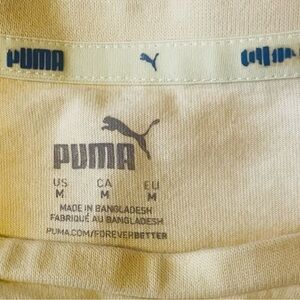 PUMA
PUMA
US CA EU
M M M
MADE IN BANGLADESH
FABRIQUÉ AU BANGLADESH
PUMA.COM/FOREVERBETTER